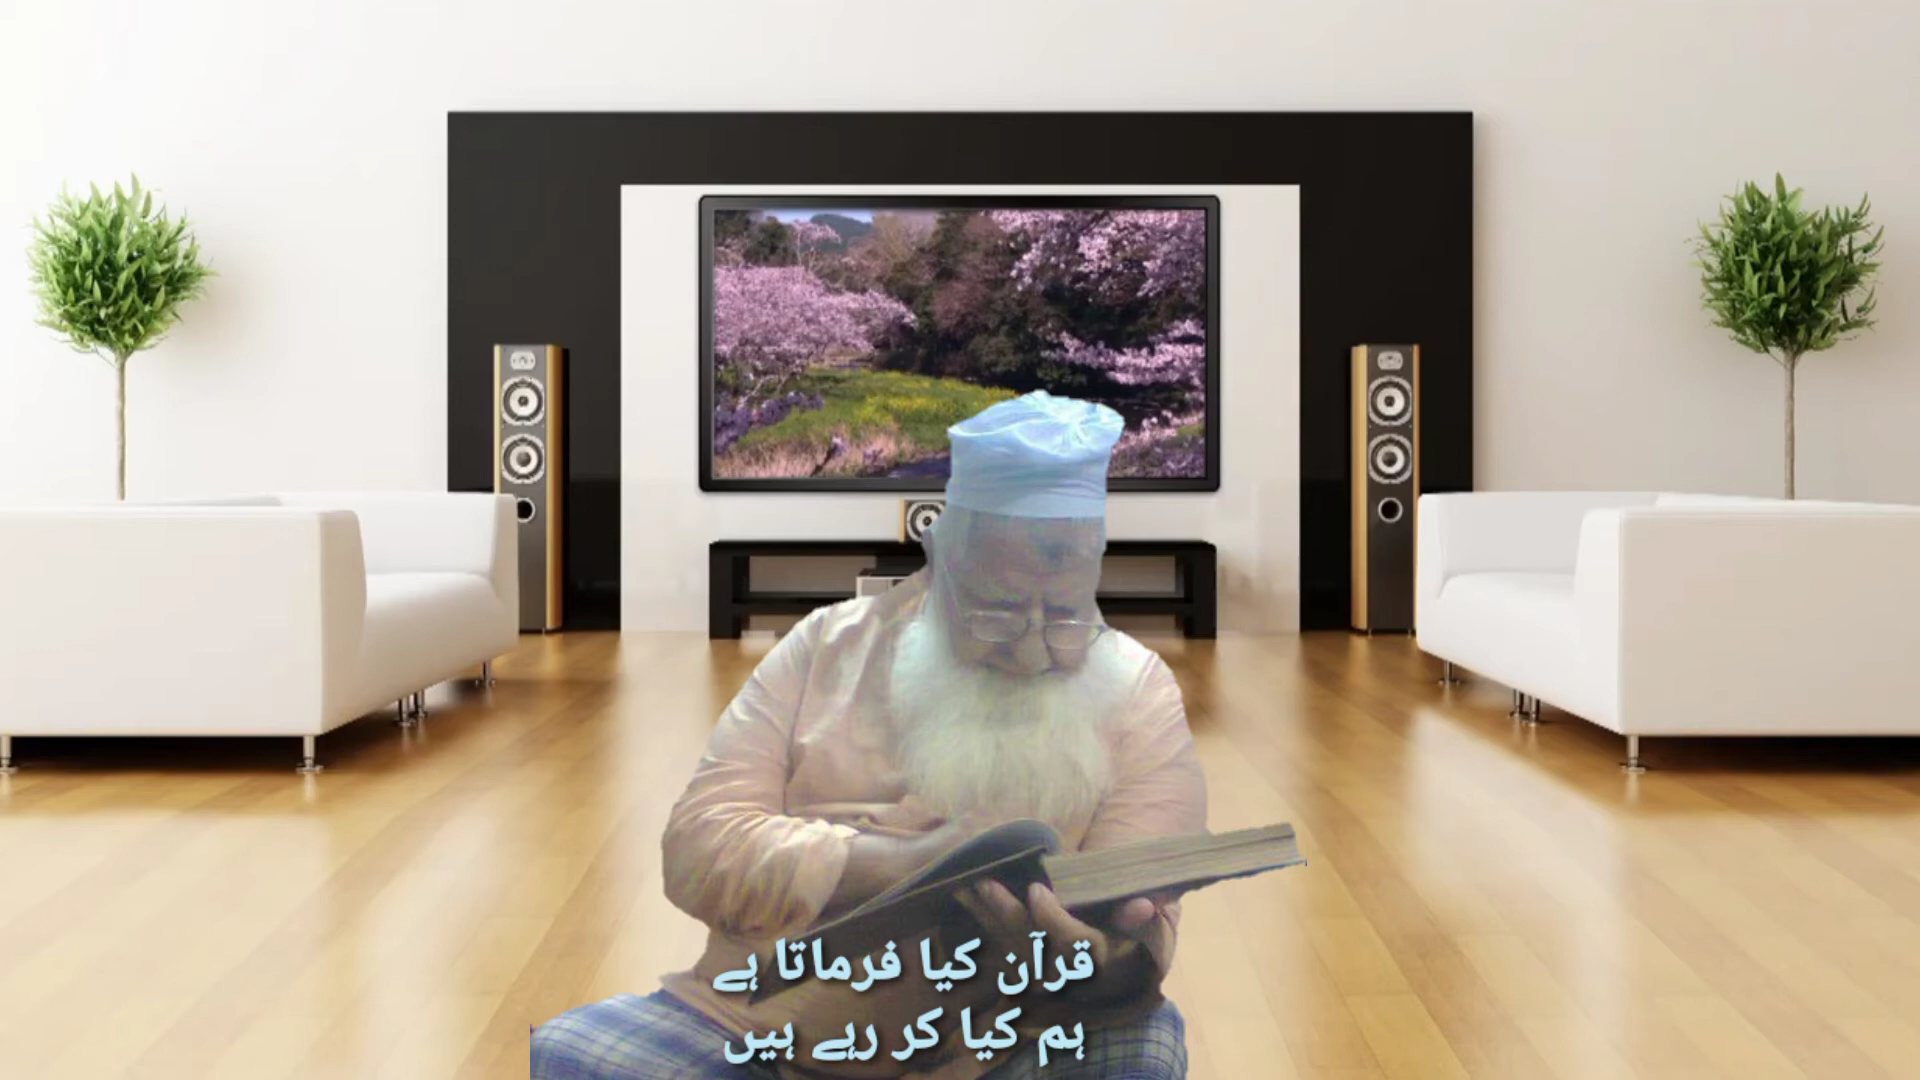 قرآن کیا فرماتا ہے
ہم کیا کر رہے ہیں